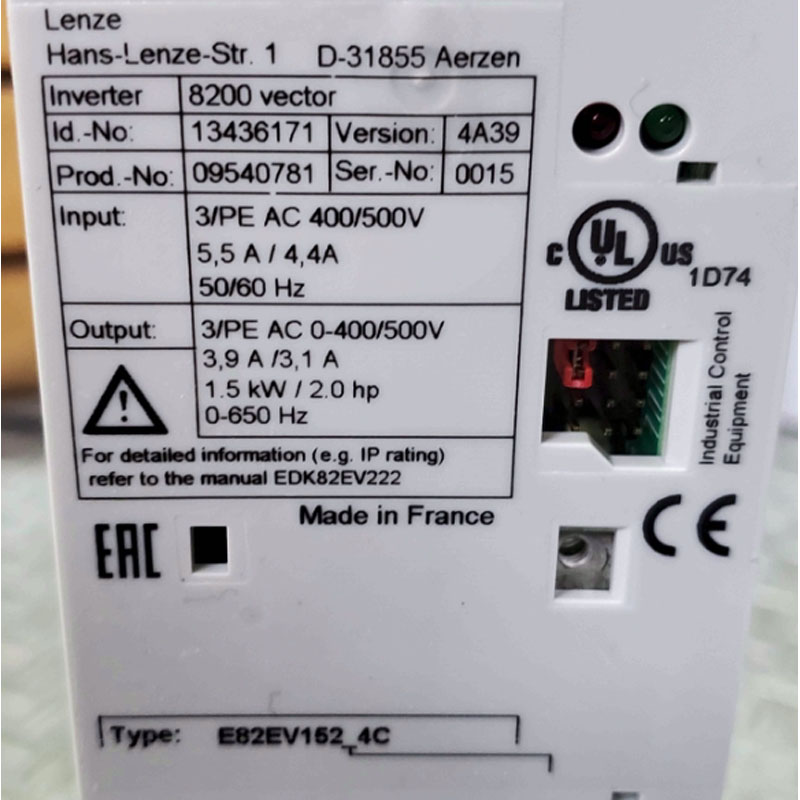 Lenze
Hans-Lenze-Str. 1 D-31855 Aerzen
Inverter 8200 vector
Id.-No: 13436171 Version: 4A39
Prod.-No: 09540781 Ser.-No: 0015
Input: 3/PE AC 400/500V
5,5 A / 4,4A
50/60 Hz
Output: 3/PE AC 0-400/500V
3,9 A /3,1 A
1.5 kW / 2.0 hp
0-650 Hz
For detailed information (e.g. IP rating)
refer to the manual EDK82EV222
Made in France
C UL US
LISTED
1D74
Industrial Control
Equipment
EAC
CE
Type: E82EV152_4C